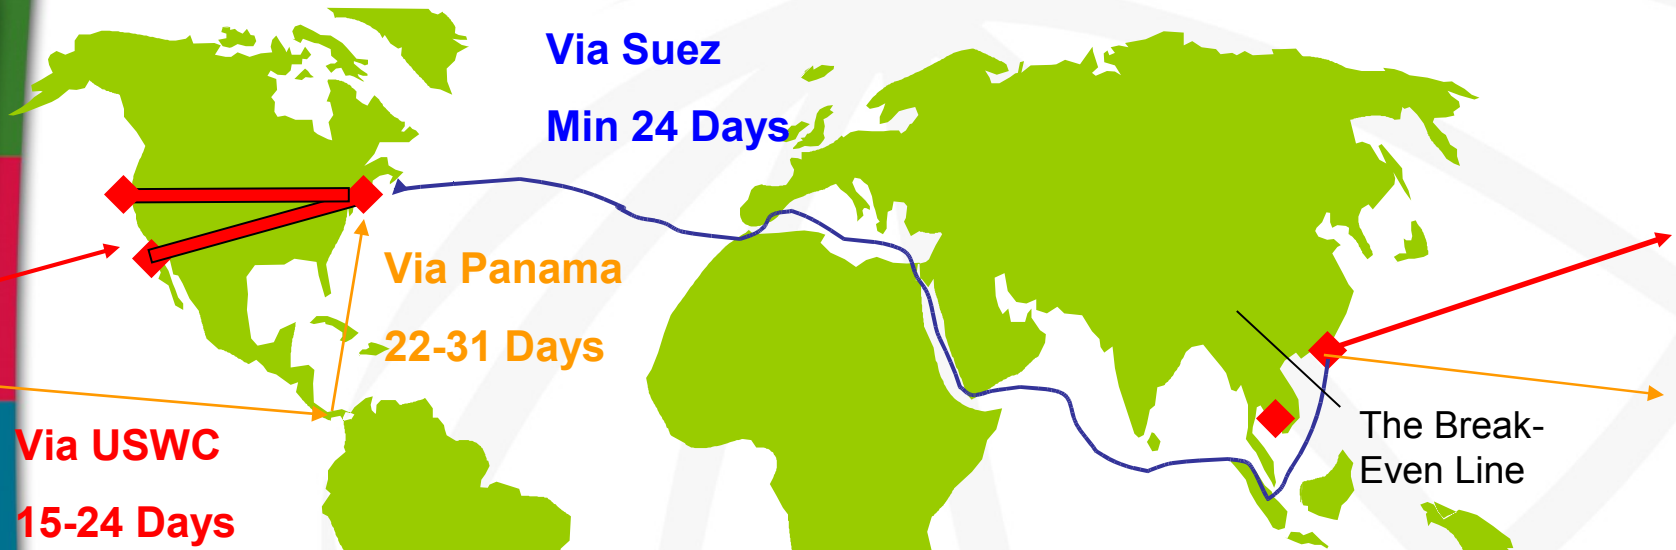 Via Suez
Min 24 Days
Via Panama
22-31 Days
The Break-
Even Line
Via USWC
15-24 Days